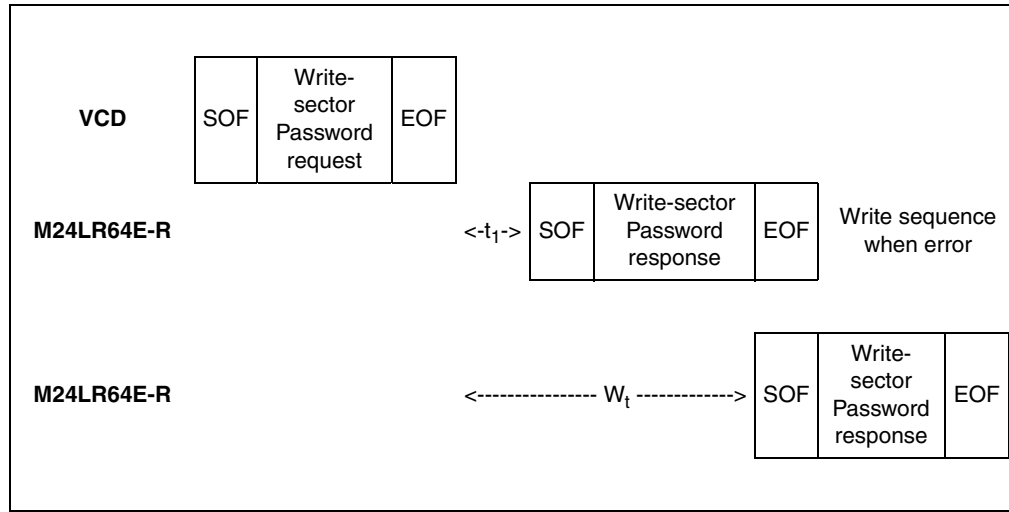 VCD
SOF
Write-
sector
Password
request
EOF
M24LR64E-R
<-t₁->
SOF
Write-sector
Password
response
EOF
Write sequence
when error
M24LR64E-R
<---------------- Wₜ ------------->
SOF
Write-
sector
Password
response
EOF